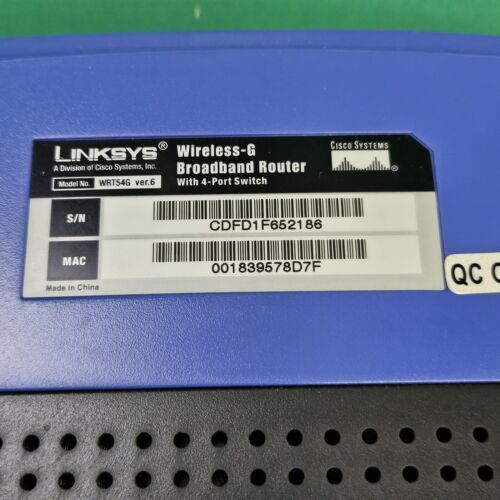 LINKSYS®
A Division of Cisco Systems, Inc.
Wireless-G
Broadband Router
With 4-Port Switch
CISCO SYSTEMS
®
Model No. WRT54G ver.6
S/N
CDFD1F652186
MAC
001839578D7F
Made in China
QC